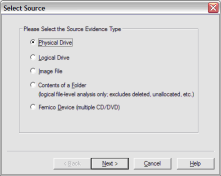 Select Source
Please Select the Source Evidence Type
Physical Drive
Logical Drive
Image File
Contents of a Folder
(logical file-level analysis only; excludes deleted, unallocated, etc.)
Fernico Device (multiple CD/DVD)
< Back Next > Cancel Help